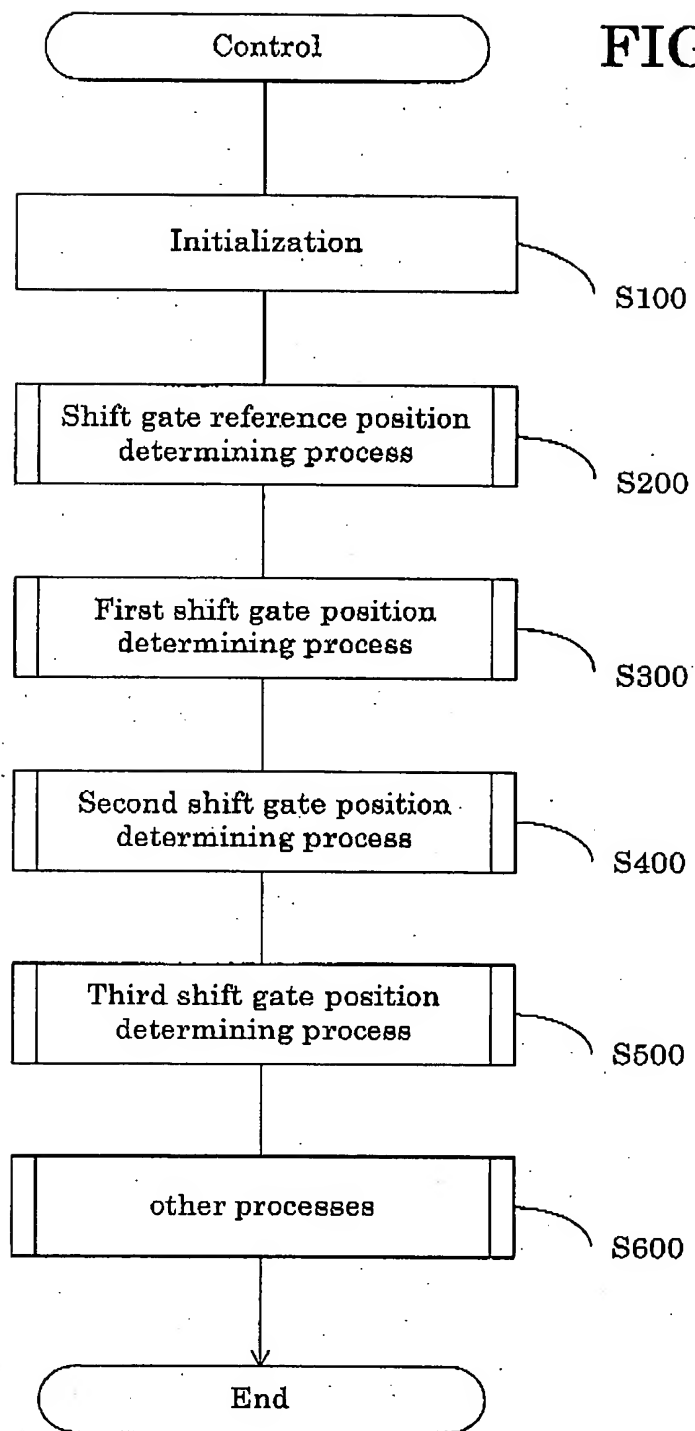 Control
FIG
Initialization
S100
Shift gate reference position
determining process
S200
First shift gate position
determining process
S300
Second shift gate position
determining process
S400
Third shift gate position
determining process
S500
other processes
S600
End